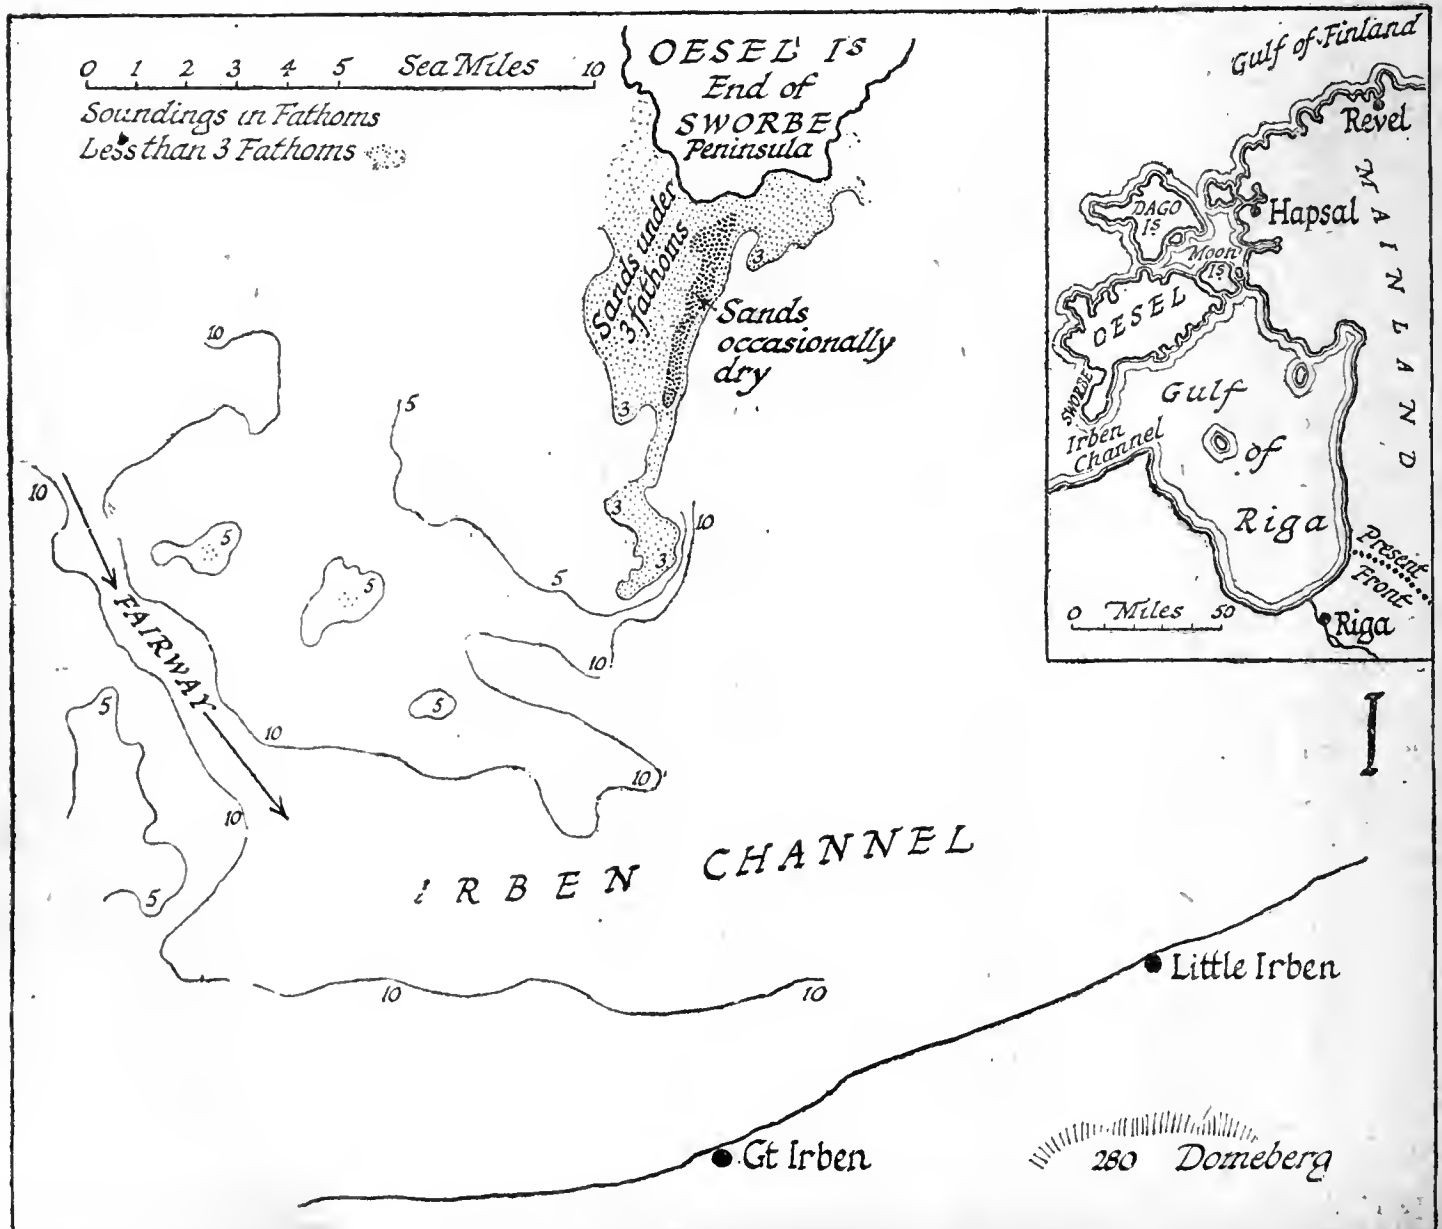 0 1 2 3 4 5 Sea Miles 10
Soundings in Fathoms
Less than 3 Fathoms
OESEL IS
End of
SWORBE
Peninsula
Sands under
3 fathoms
Sands
occasionally
dry
3
3
3
3
10
5
10
5
5
5
10
10
5
10
10
5
10
5
10
10
FAIRWAY
IRBEN CHANNEL
Little Irben
Gt Irben
280 Domeberg
I
Gulf of Finland
Revel
MAINLAND
Hapsal
DAGO
IS
Moon
IS
OESEL
SWORBE
Irben
Channel
Gulf
of
Riga
Present
Front
0 Miles 50
Riga